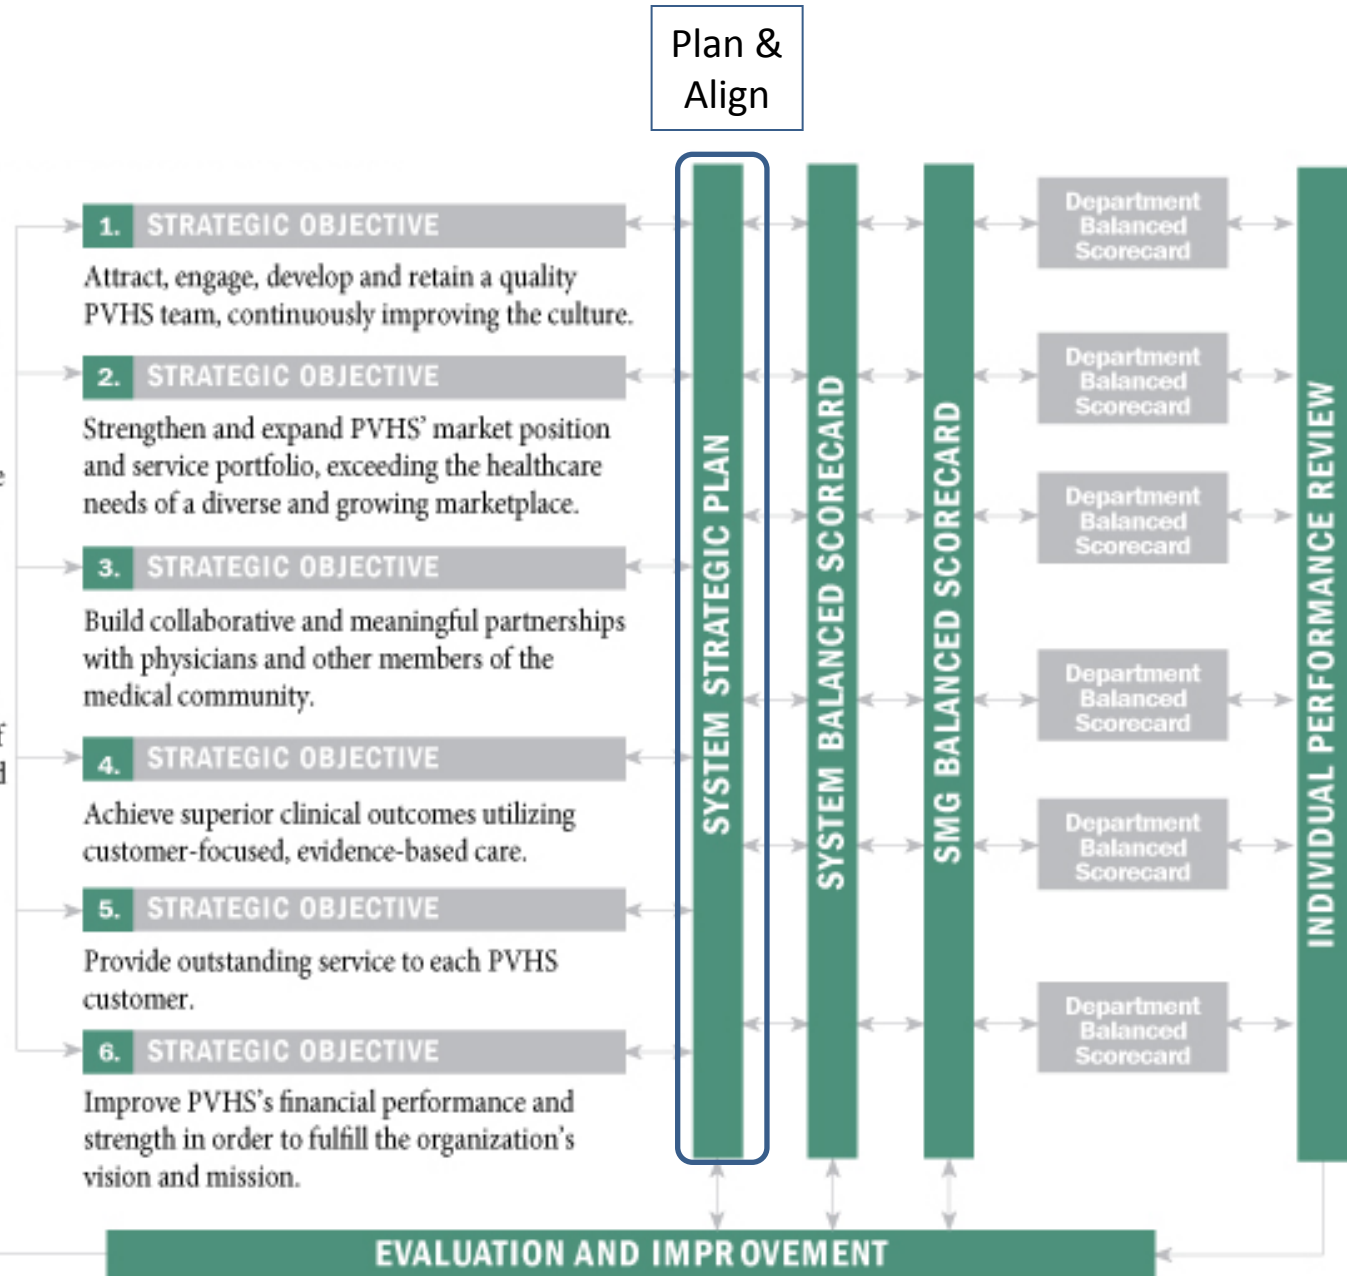 Plan &
Align
1. STRATEGIC OBJECTIVE
Attract, engage, develop and retain a quality
PVHS team, continuously improving the culture.
2. STRATEGIC OBJECTIVE
Strengthen and expand PVHS’ market position
and service portfolio, exceeding the healthcare
needs of a diverse and growing marketplace.
3. STRATEGIC OBJECTIVE
Build collaborative and meaningful partnerships
with physicians and other members of the
medical community.
4. STRATEGIC OBJECTIVE
Achieve superior clinical outcomes utilizing
customer-focused, evidence-based care.
5. STRATEGIC OBJECTIVE
Provide outstanding service to each PVHS
customer.
6. STRATEGIC OBJECTIVE
Improve PVHS’s financial performance and
strength in order to fulfill the organization’s
vision and mission.
SYSTEM STRATEGIC PLAN
SYSTEM BALANCED SCORECARD
SMG BALANCED SCORECARD
Department
Balanced
Scorecard
Department
Balanced
Scorecard
Department
Balanced
Scorecard
Department
Balanced
Scorecard
Department
Balanced
Scorecard
Department
Balanced
Scorecard
INDIVIDUAL PERFORMANCE REVIEW
EVALUATION AND IMPROVEMENT